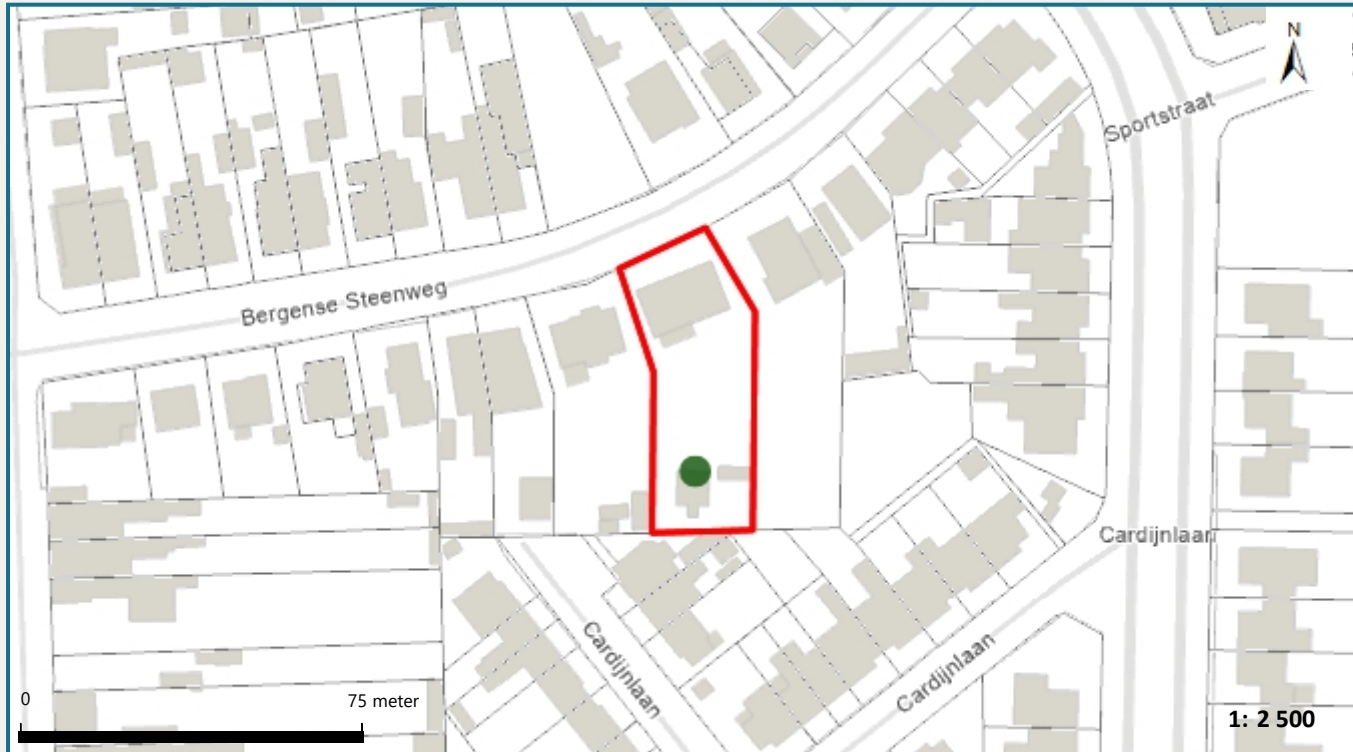 N
Sportstraat
Bergense Steenweg
Cardijnlaan
Cardijnlaan
Cardijnlaan
0
75 meter
1: 2 500